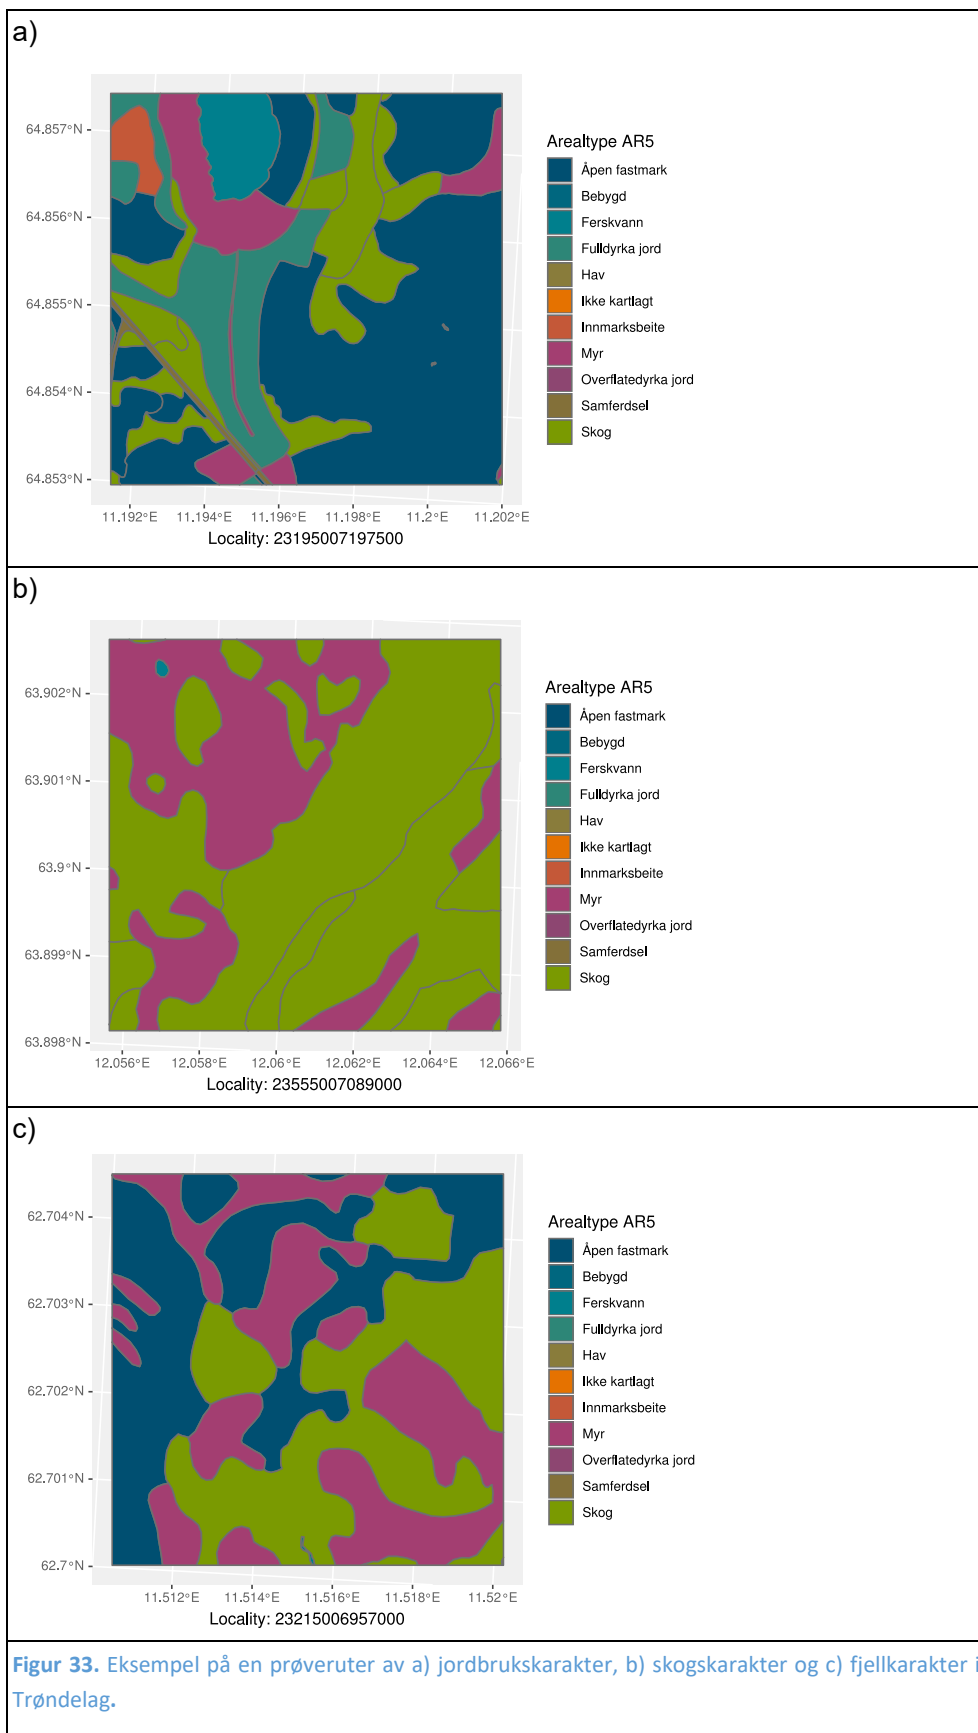 a)
64.857°N
64.856°N
64.855°N
64.854°N
64.853°N
11.192°E 11.194°E 11.196°E 11.198°E 11.2°E 11.202°E
Locality: 23195007197500
Arealtype AR5
Åpen fastmark
Bebygd
Ferskvann
Fulldyrka jord
Hav
Ikke kartlagt
Innmarksbeite
Myr
Overflatedyrka jord
Samferdsel
Skog
b)
63.902°N
63.901°N
63.9°N
63.899°N
63.898°N
12.056°E 12.058°E 12.06°E 12.062°E 12.064°E 12.066°E
Locality: 23555007089000
Arealtype AR5
Åpen fastmark
Bebygd
Ferskvann
Fulldyrka jord
Hav
Ikke kartlagt
Innmarksbeite
Myr
Overflatedyrka jord
Samferdsel
Skog
c)
62.704°N
62.703°N
62.702°N
62.701°N
62.7°N
11.512°E 11.514°E 11.516°E 11.518°E 11.52°E
Locality: 23215006957000
Arealtype AR5
Åpen fastmark
Bebygd
Ferskvann
Fulldyrka jord
Hav
Ikke kartlagt
Innmarksbeite
Myr
Overflatedyrka jord
Samferdsel
Skog
Figur 33. Eksempel på en prøveruter av a) jordbrukskarakter, b) skogskarakter og c) fjellkarakter i
Trøndelag.